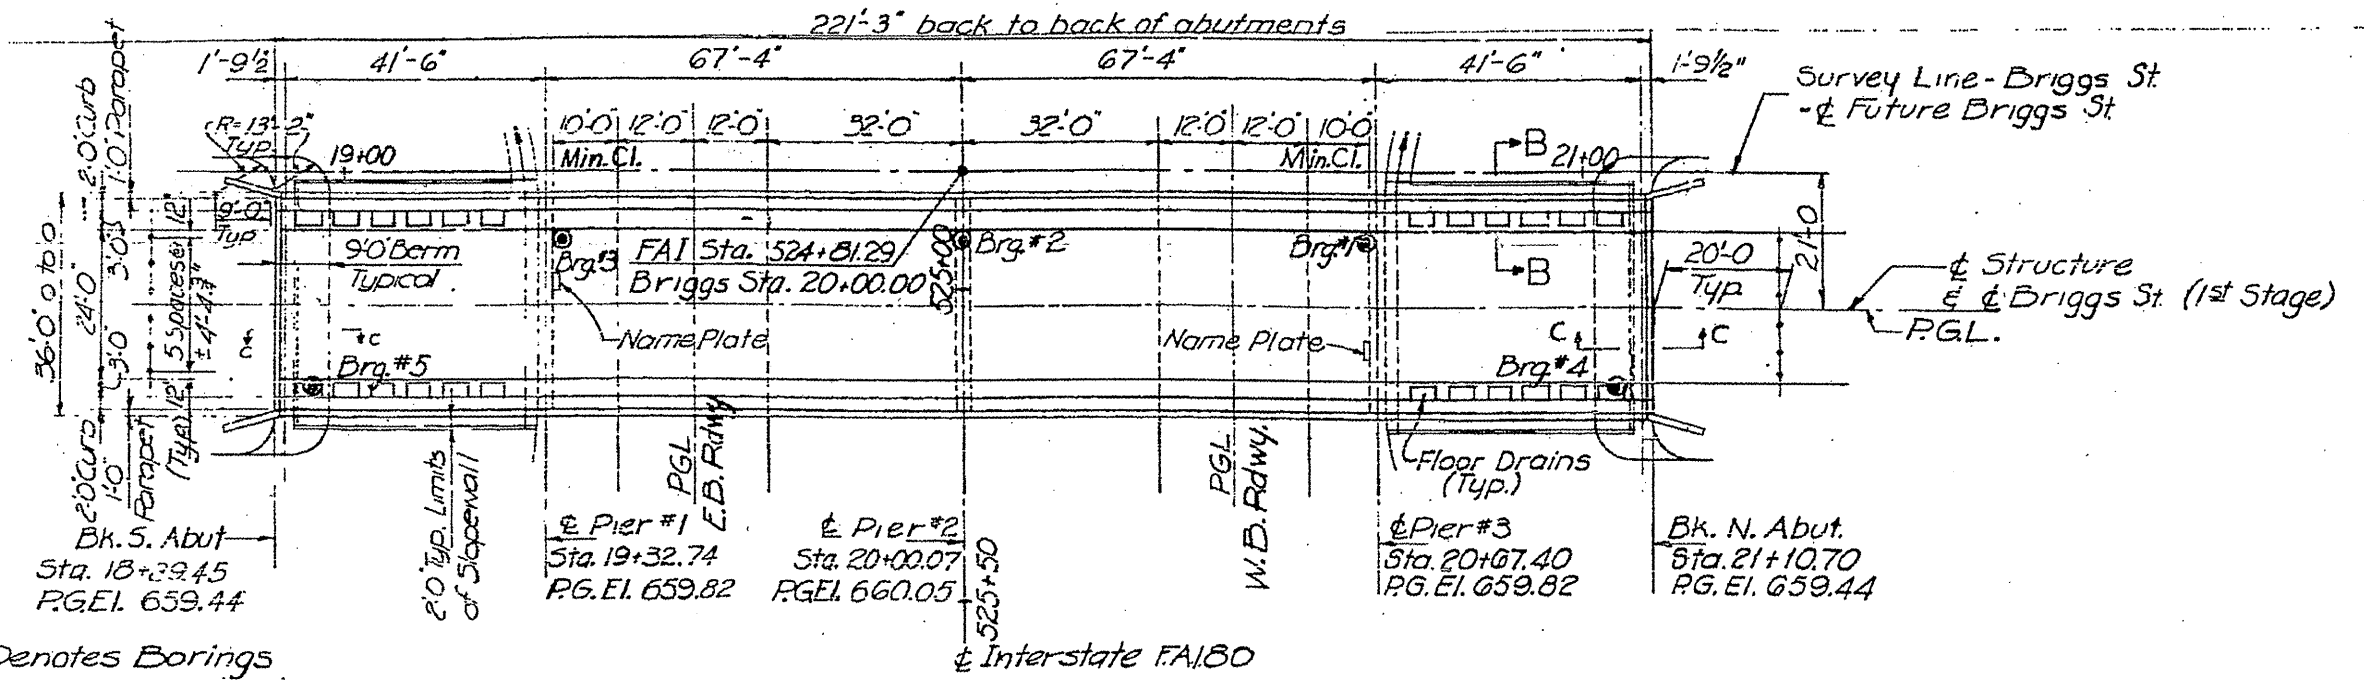 221'-3" back to back of abutments
1'-9½"
41'-6"
67'-4"
67'-4"
41'-6"
1'-9½"
Survey Line - Briggs St.
- ℄ Future Briggs St.
R=13'-2"
Typ.
19+00
10'-0"
12'-0"
12'-0"
32'-0"
32'-0"
12'-0"
12'-0"
10'-0"
Min. Cl.
Min. Cl.
B
21+00
2'-0" Curb
1'-0" Parapet
36'-0" o to o
24'-0"
3'-0"
12"
5 Spaces @
± 4'-4¾"
9'-0"
Typ
9'-0" Berm
Typical
Brg.#3
FAI Sta. 524+81.29
Briggs Sta. 20+00.00
525+00
Brg.#2
Brg.#1
B
20'-0
Typ.
21'-0
℄ Structure
& ℄ Briggs St. (1st Stage)
P.G.L.
Name Plate
Name Plate
C
C
C
C
Brg.#5
Brg.#4
3'-0"
2'-0" Curb
1'-0"
Parapet
(Typ.) 12"
2'-0" Typ. Limits
of Slopewall
PGL
E.B. Rdwy
PGL
W.B. Rdwy.
Floor Drains
(Typ.)
Bk. S. Abut
Sta. 18+89.45
P.G.El. 659.44
℄ Pier #1
Sta. 19+32.74
P.G. El. 659.82
℄ Pier #2
Sta. 20+00.07
P.G.El. 660.05
525+50
℄ Pier #3
Sta. 20+67.40
P.G. El. 659.82
Bk. N. Abut.
Sta. 21+10.70
P.G. El. 659.44
Denotes Borings
℄ Interstate F.A.I.80